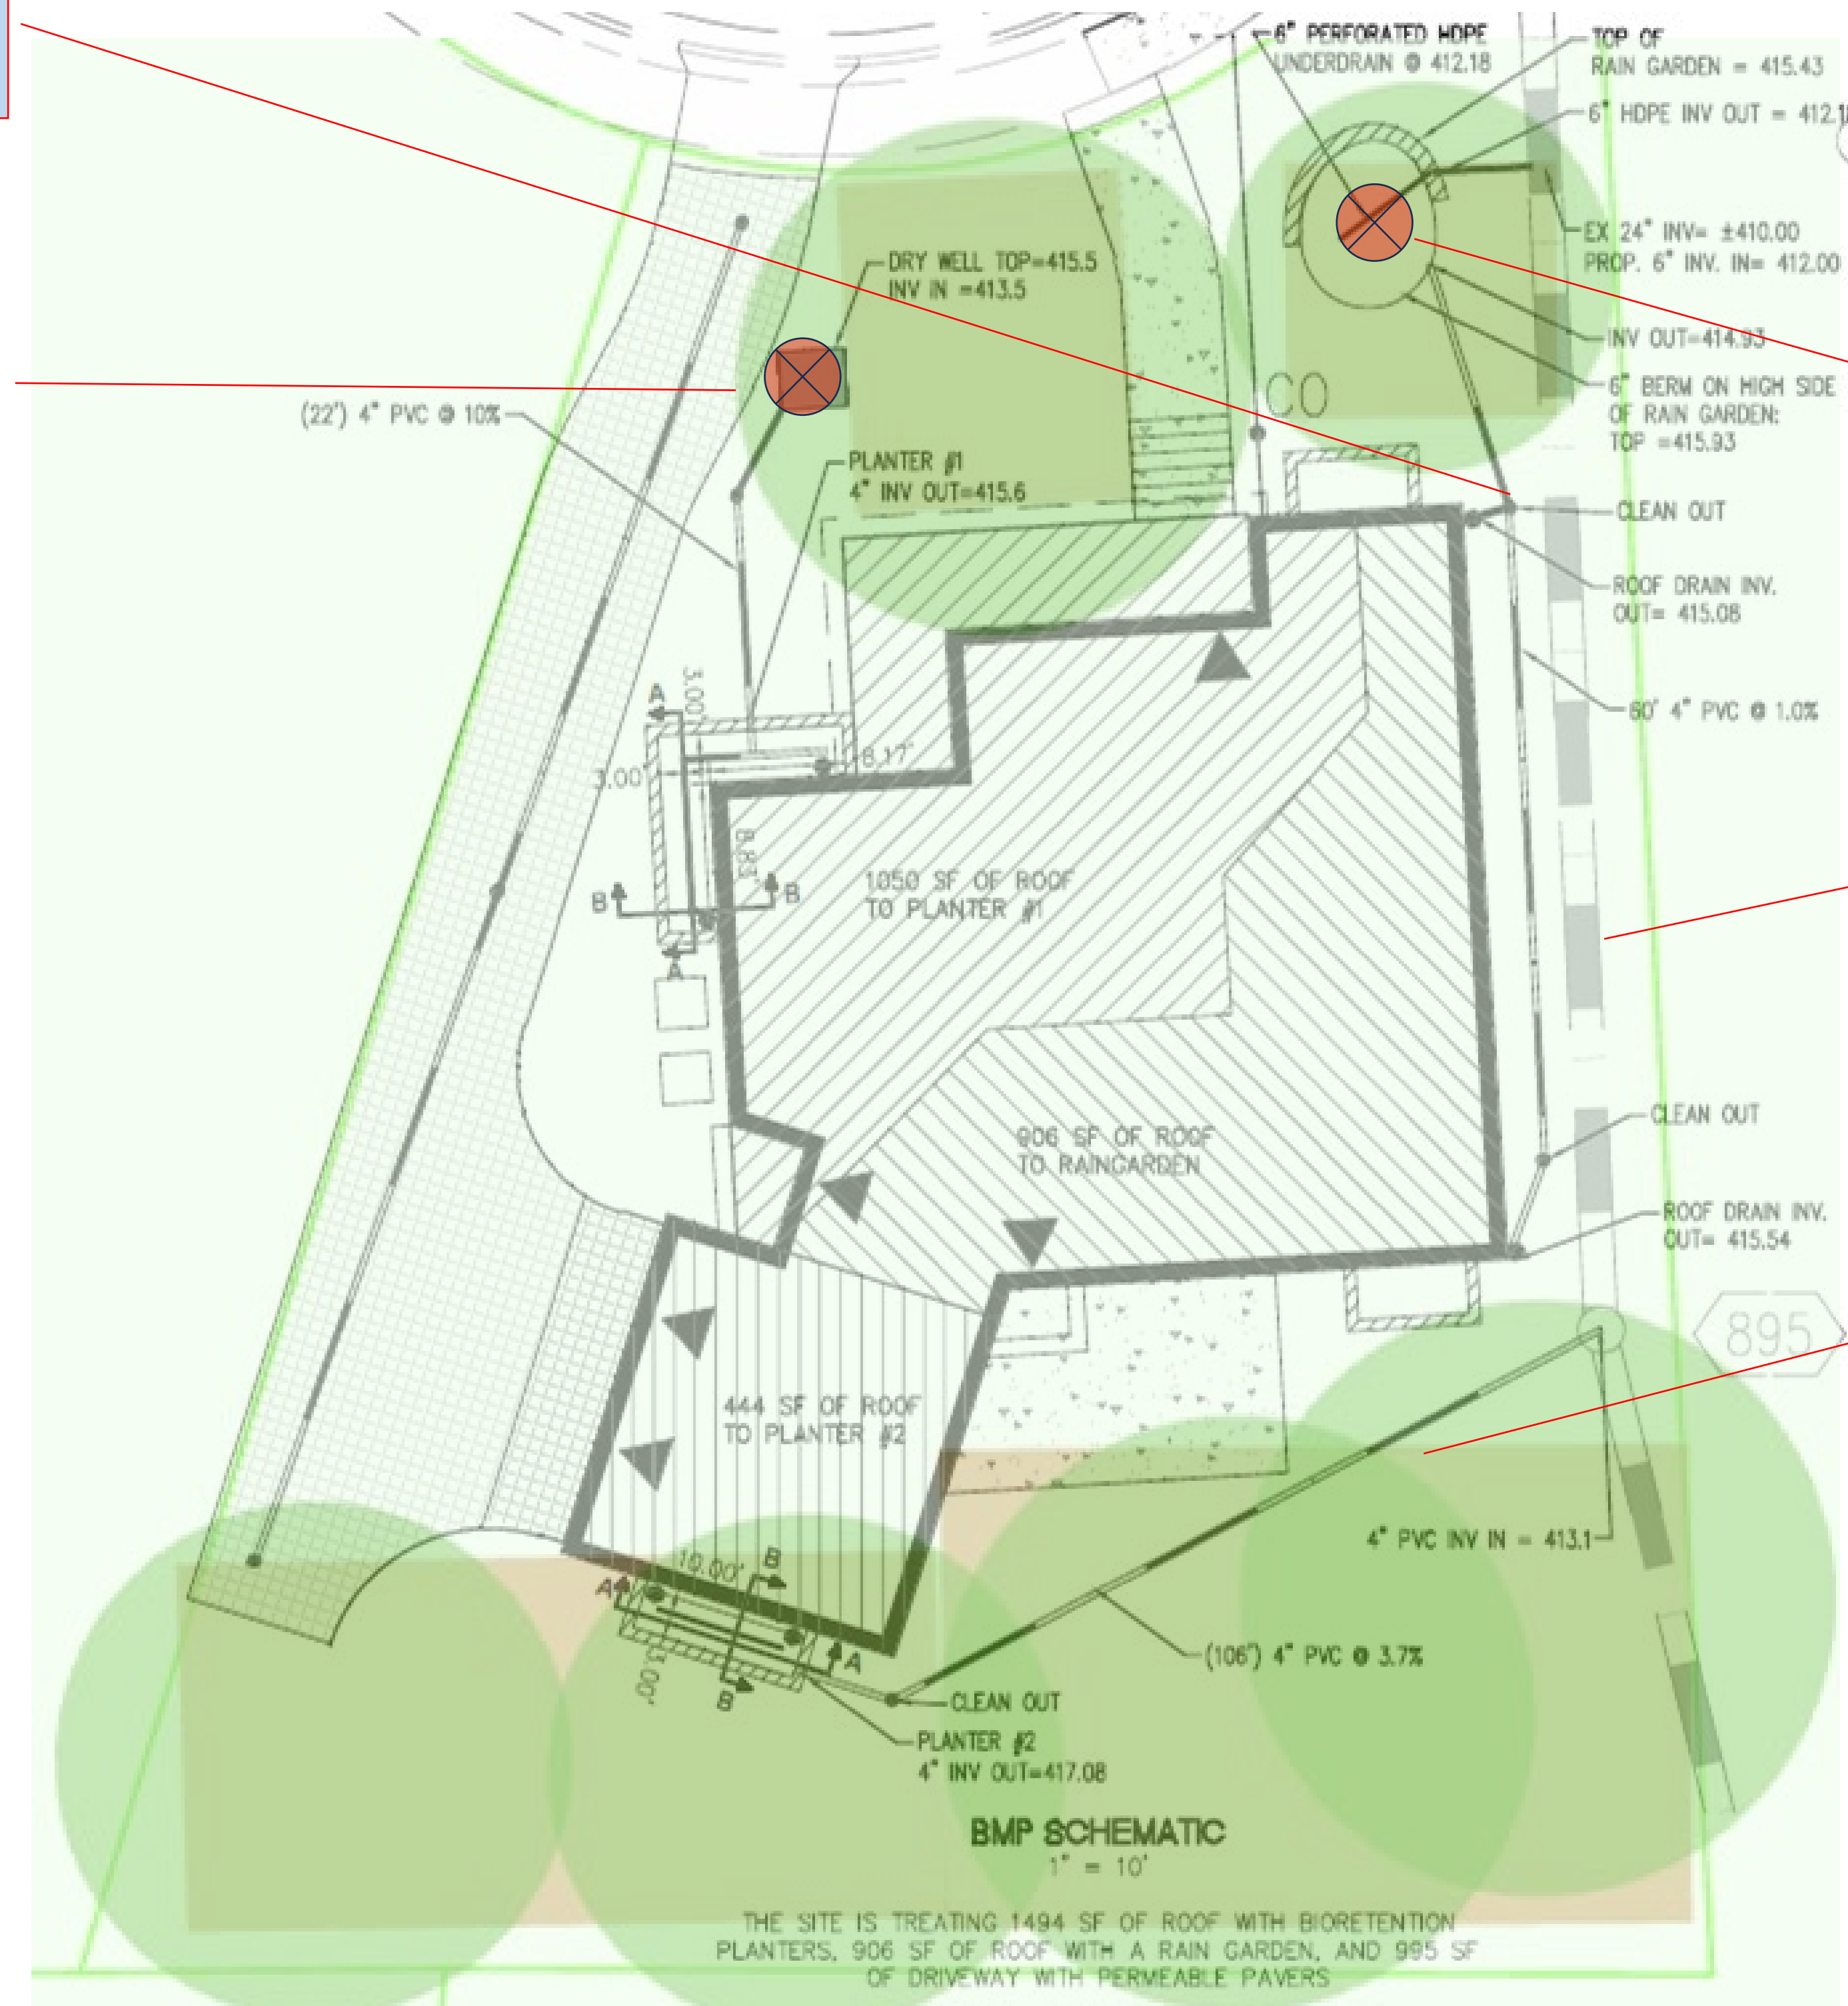 6" PERFORATED HDPE
UNDERDRAIN @ 412.18
TOP OF
RAIN GARDEN = 415.43
6" HDPE INV OUT = 412.1
EX 24" INV= ±410.00
PROP. 6" INV. IN= 412.00
DRY WELL TOP=415.5
INV IN =413.5
INV OUT=414.93
6" BERM ON HIGH SIDE
OF RAIN GARDEN:
TOP =415.93
CO
(22') 4" PVC @ 10%
PLANTER #1
4" INV OUT=415.6
CLEAN OUT
ROOF DRAIN INV.
OUT= 415.08
60' 4" PVC @ 1.0%
A
3.00'
3.00'
8.17'
8.83'
B
B
A
1050 SF OF ROOF
TO PLANTER #1
906 SF OF ROOF
TO RAINGARDEN
CLEAN OUT
ROOF DRAIN INV.
OUT= 415.54
895
444 SF OF ROOF
TO PLANTER #2
4" PVC INV IN = 413.1
10.00'
B
A
A
3.00'
B
(106') 4" PVC @ 3.7%
CLEAN OUT
PLANTER #2
4" INV OUT=417.08
BMP SCHEMATIC
1" = 10'
THE SITE IS TREATING 1494 SF OF ROOF WITH BIORETENTION
PLANTERS, 906 SF OF ROOF WITH A RAIN GARDEN, AND 995 SF
OF DRIVEWAY WITH PERMEABLE PAVERS